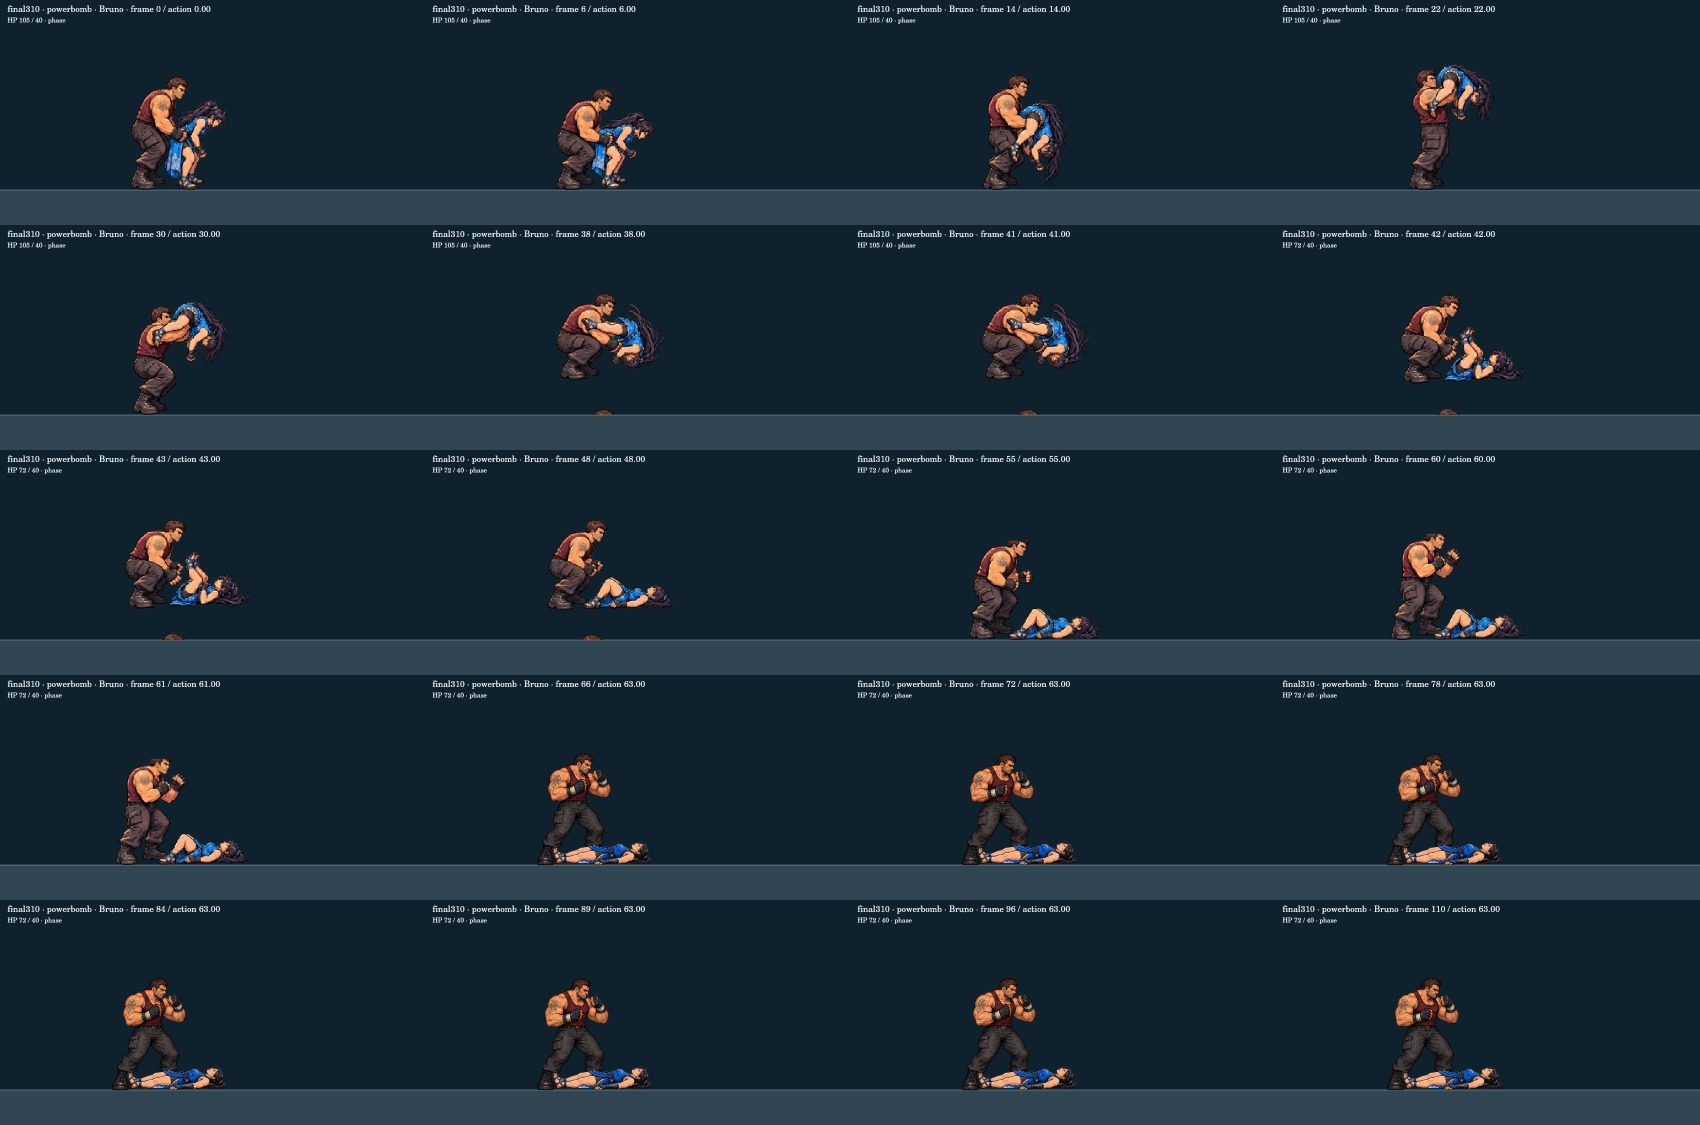 final310 · powerbomb · Bruno · frame 0 / action 0.00
HP 105 / 40 · phase
final310 · powerbomb · Bruno · frame 6 / action 6.00
HP 105 / 40 · phase
final310 · powerbomb · Bruno · frame 14 / action 14.00
HP 105 / 40 · phase
final310 · powerbomb · Bruno · frame 22 / action 22.00
HP 105 / 40 · phase
final310 · powerbomb · Bruno · frame 30 / action 30.00
HP 105 / 40 · phase
final310 · powerbomb · Bruno · frame 38 / action 38.00
HP 105 / 40 · phase
final310 · powerbomb · Bruno · frame 41 / action 41.00
HP 105 / 40 · phase
final310 · powerbomb · Bruno · frame 42 / action 42.00
HP 72 / 40 · phase
final310 · powerbomb · Bruno · frame 43 / action 43.00
HP 72 / 40 · phase
final310 · powerbomb · Bruno · frame 48 / action 48.00
HP 72 / 40 · phase
final310 · powerbomb · Bruno · frame 55 / action 55.00
HP 72 / 40 · phase
final310 · powerbomb · Bruno · frame 60 / action 60.00
HP 72 / 40 · phase
final310 · powerbomb · Bruno · frame 61 / action 61.00
HP 72 / 40 · phase
final310 · powerbomb · Bruno · frame 66 / action 63.00
HP 72 / 40 · phase
final310 · powerbomb · Bruno · frame 72 / action 63.00
HP 72 / 40 · phase
final310 · powerbomb · Bruno · frame 78 / action 63.00
HP 72 / 40 · phase
final310 · powerbomb · Bruno · frame 84 / action 63.00
HP 72 / 40 · phase
final310 · powerbomb · Bruno · frame 89 / action 63.00
HP 72 / 40 · phase
final310 · powerbomb · Bruno · frame 96 / action 63.00
HP 72 / 40 · phase
final310 · powerbomb · Bruno · frame 110 / action 63.00
HP 72 / 40 · phase